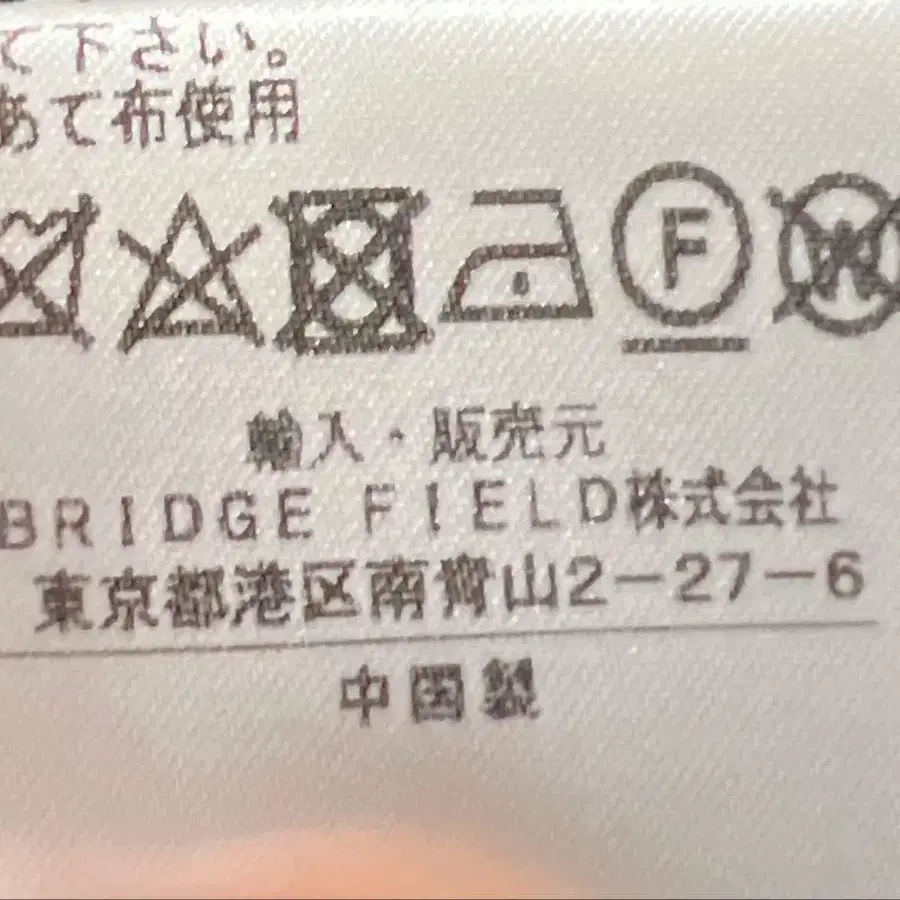 て下さい。
あて布使用
F W
輸入・販売元
BRIDGE FIELD株式会社
東京都港区南青山2-27-6
中国製